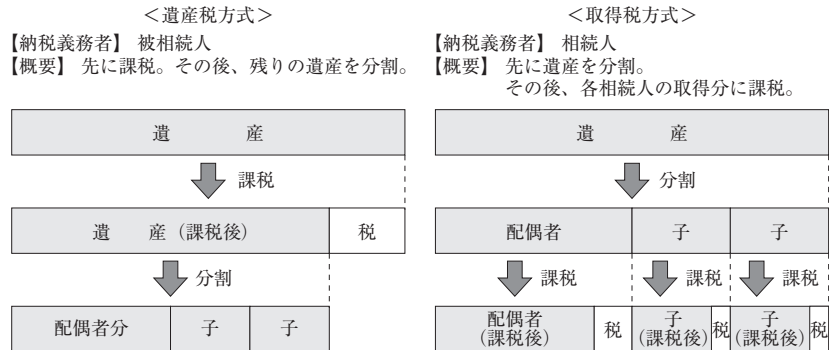 ＜遺産税方式＞
【納税義務者】 被相続人
【概要】 先に課税。その後、残りの遺産を分割。
遺　産
課税
遺　産（課税後）
税
分割
配偶者分
子
子
＜取得税方式＞
【納税義務者】 相続人
【概要】 先に遺産を分割。
その後、各相続人の取得分に課税。
遺　産
分割
配偶者
子
子
課税
課税
課税
配偶者
（課税後）
税
子
（課税後）
税
子
（課税後）
税